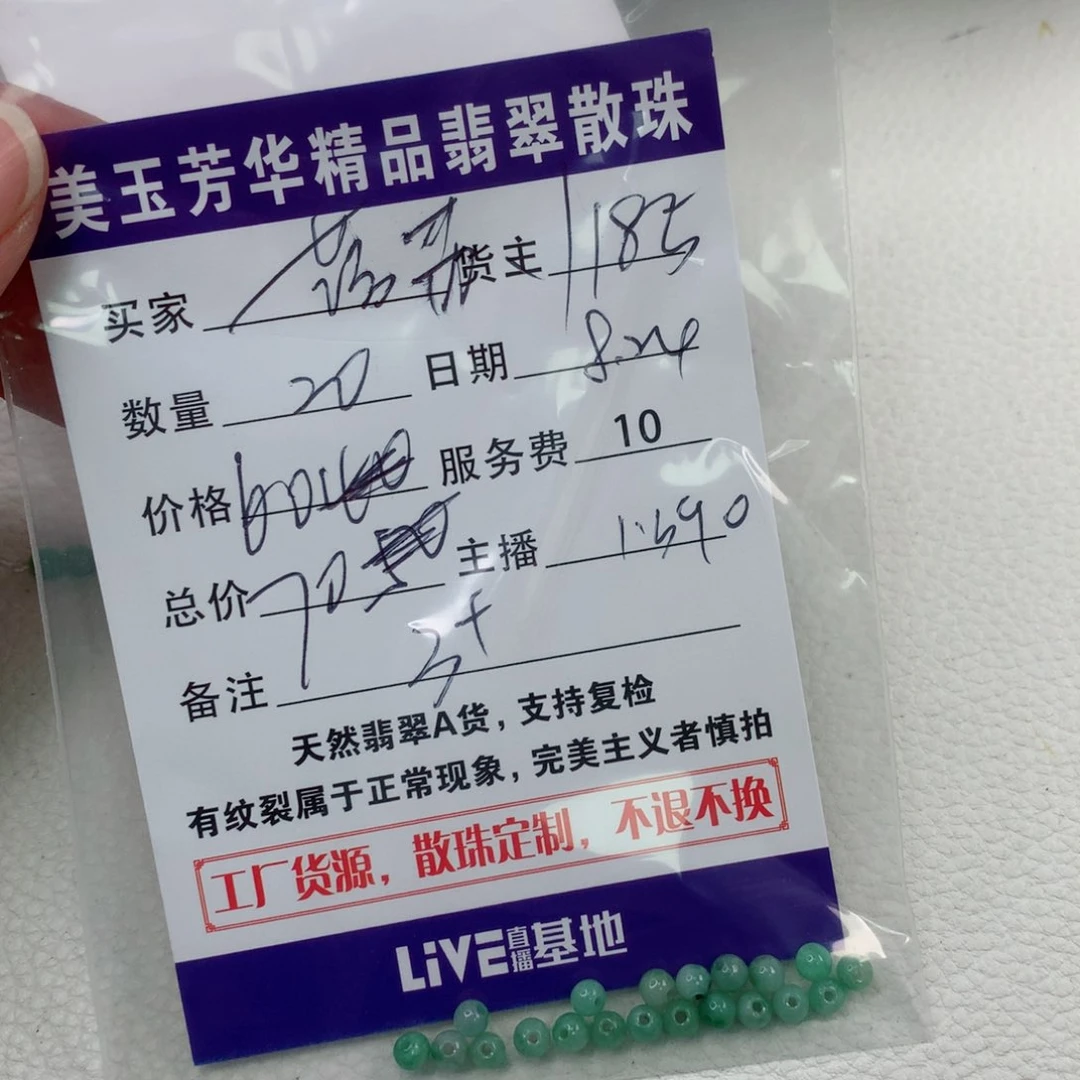 美玉芳华精品翡翠散珠
买家 货主
数量 20 日期 8.24
价格 服务费 10
总价 70 主播
备注
天然翡翠A货，支持复检
有纹裂属于正常现象，完美主义者慎拍
工厂货源，散珠定制，不退不换
LiVE直播基地